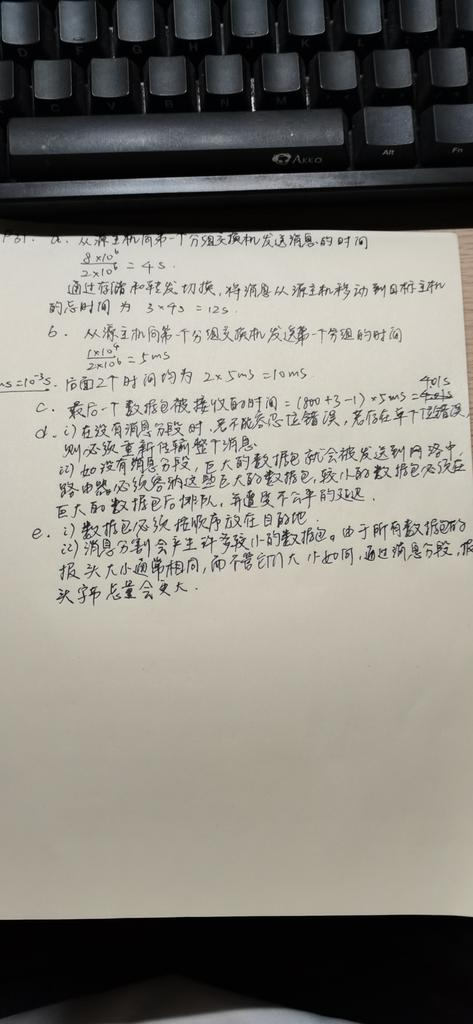 AKKO
Alt
Fn
P31. a. 从源主机向第一个分组交换机发送消息的时间
8×10⁶
2×10⁶ = 4s.
通过存储和转发切换，将消息从源主机移动到目标主机
的总时间为 3×4s = 12s.
b. 从源主机向第一个分组交换机发送第一个分组的时间
1×10⁴
2×10⁶ = 5ms
ms=10⁻³s. 后面2个时间均为 2×5ms = 10ms.
4.01s
c. 最后一个数据包被接收的时间 = (800+3-1)×5ms =
d. i) 在没有消息分段时，若不能容忍位错误，若存在单个位错误,
则必须重新传输整个消息
ii) 如没有消息分段，巨大的数据包就会被发送到网络中.
路由器必须容纳这些巨大的数据包，较小的数据包必须在
巨大的数据包后排队，并遭受不公平的延迟.
e. i) 数据包必须按顺序放在目的地
ii) 消息分割会产生许多较小的数据包。由于所有数据包的
报头大小通常相同，而不管它们大小如何，通过消息分段，报
头字节总量会更大.